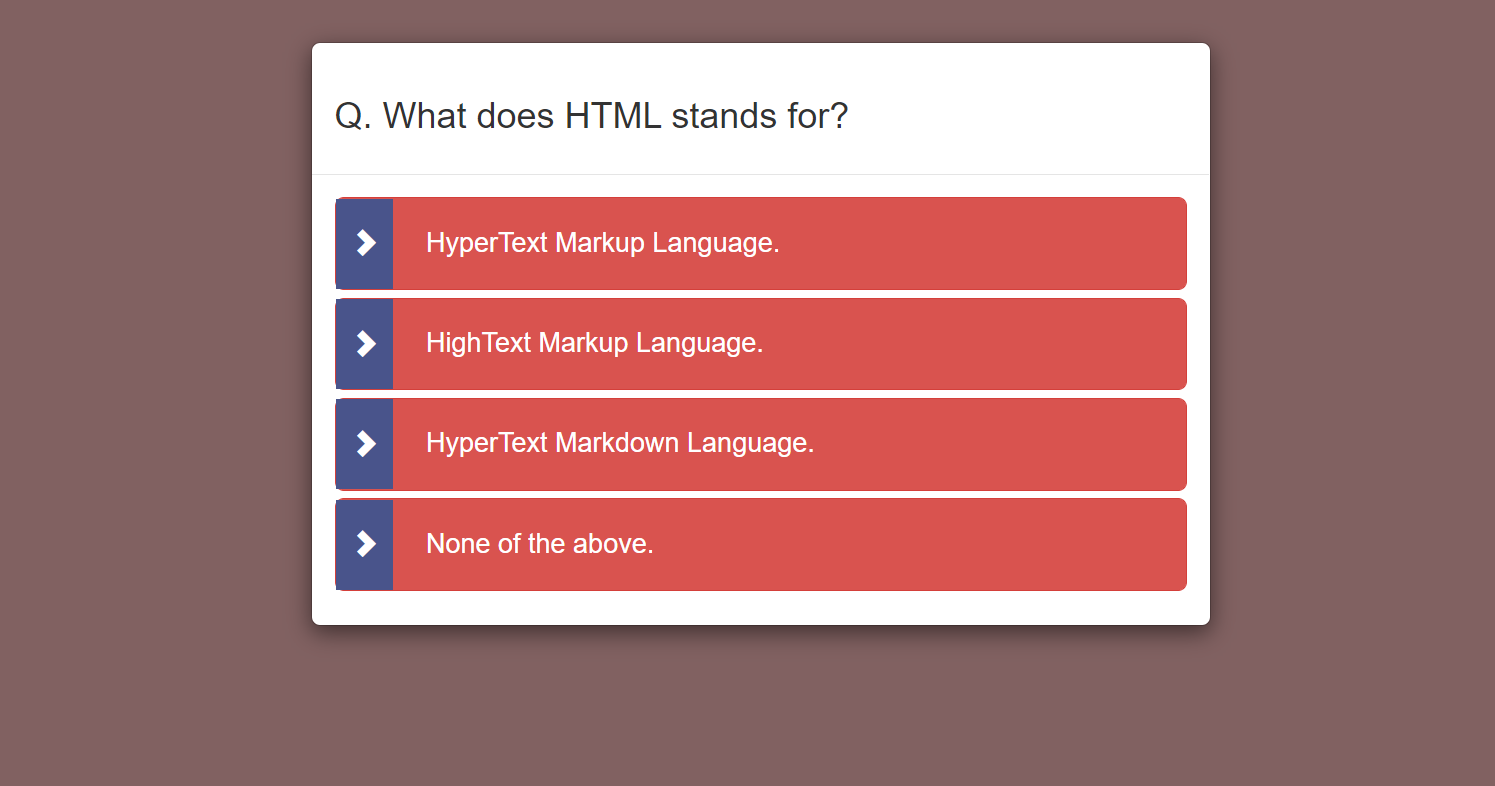 Q. What does HTML stands for?
HyperText Markup Language.
HighText Markup Language.
HyperText Markdown Language.
None of the above.